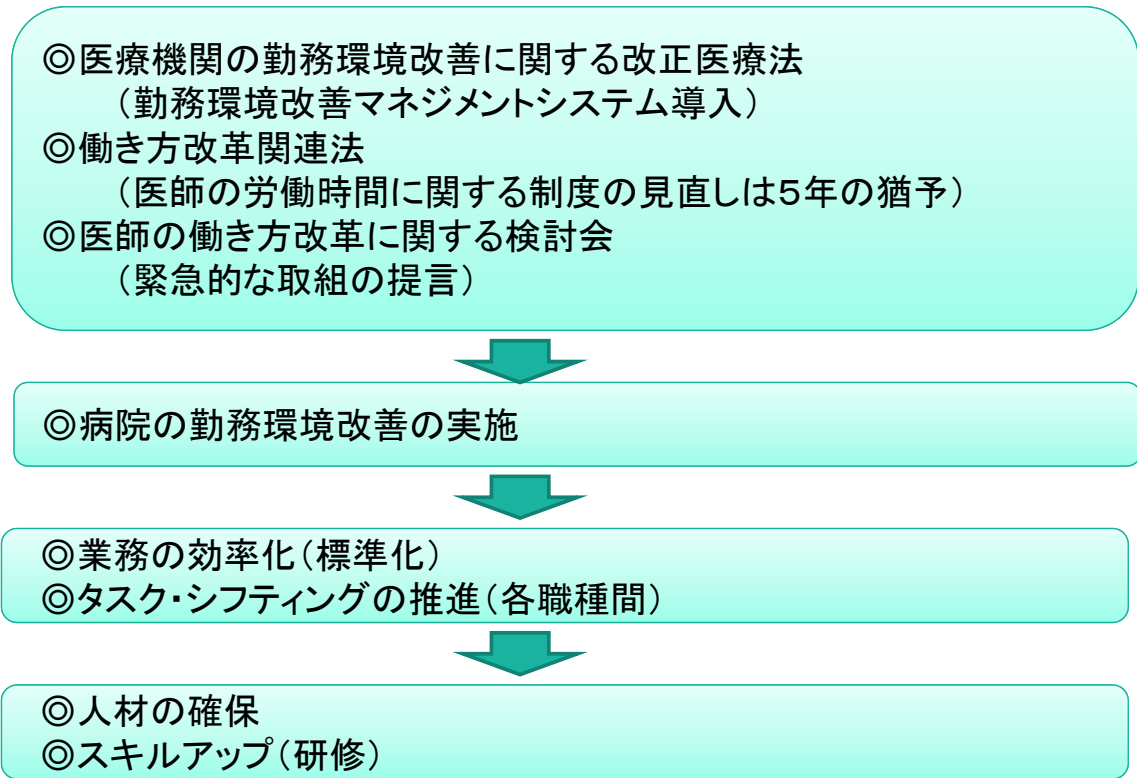 ◎医療機関の勤務環境改善に関する改正医療法
（勤務環境改善マネジメントシステム導入）
◎働き方改革関連法
（医師の労働時間に関する制度の見直しは５年の猶予）
◎医師の働き方改革に関する検討会
（緊急的な取組の提言）
◎病院の勤務環境改善の実施
◎業務の効率化（標準化）
◎タスク・シフティングの推進（各職種間）
◎人材の確保
◎スキルアップ（研修）